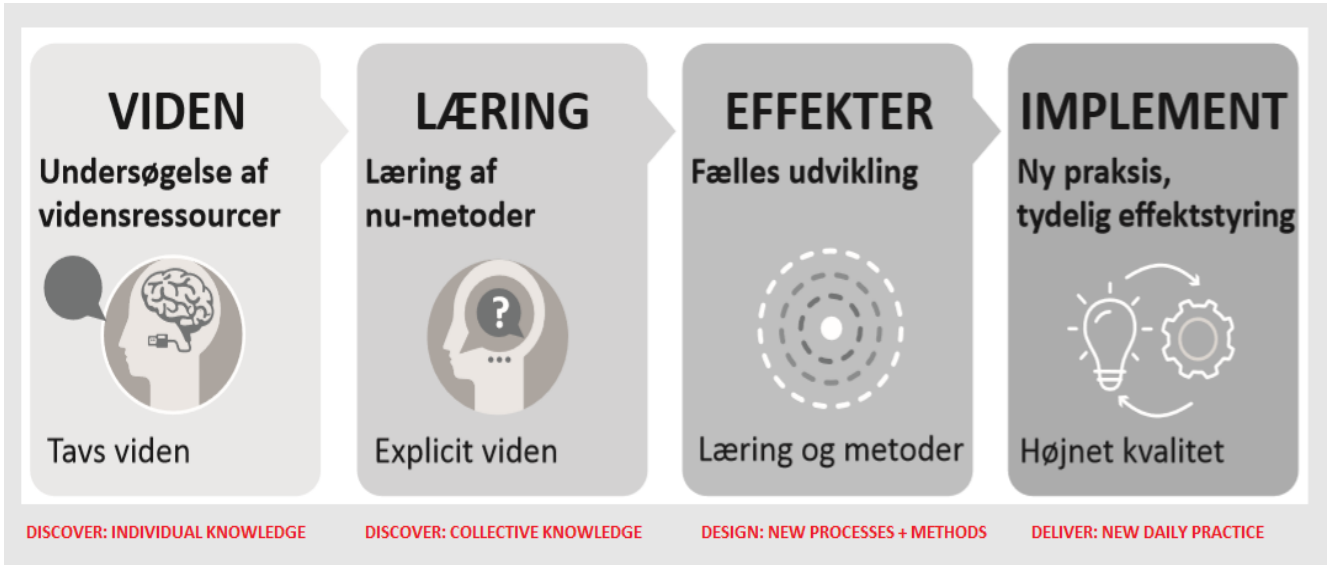 VIDEN
Undersøgelse af
vidensressourcer
Tavs viden
LÆRING
Læring af
nu-metoder
?
Explicit viden
EFFEKTER
Fælles udvikling
Læring og metoder
IMPLEMENT
Ny praksis,
tydelig effektstyring
Højnet kvalitet
DISCOVER: INDIVIDUAL KNOWLEDGE
DISCOVER: COLLECTIVE KNOWLEDGE
DESIGN: NEW PROCESSES + METHODS
DELIVER: NEW DAILY PRACTICE